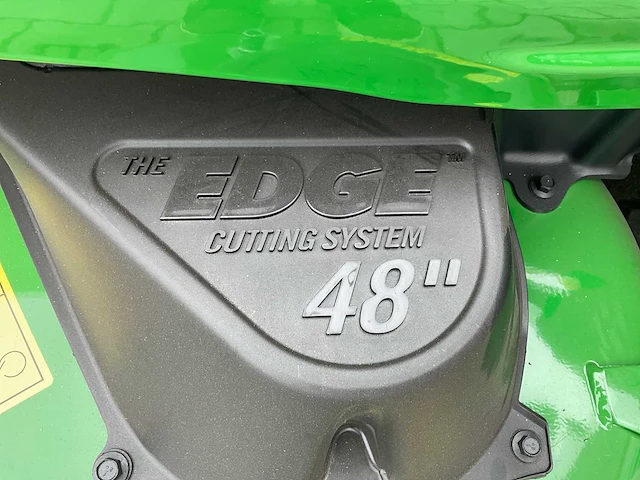 THE EDGE™
CUTTING SYSTEM
48"